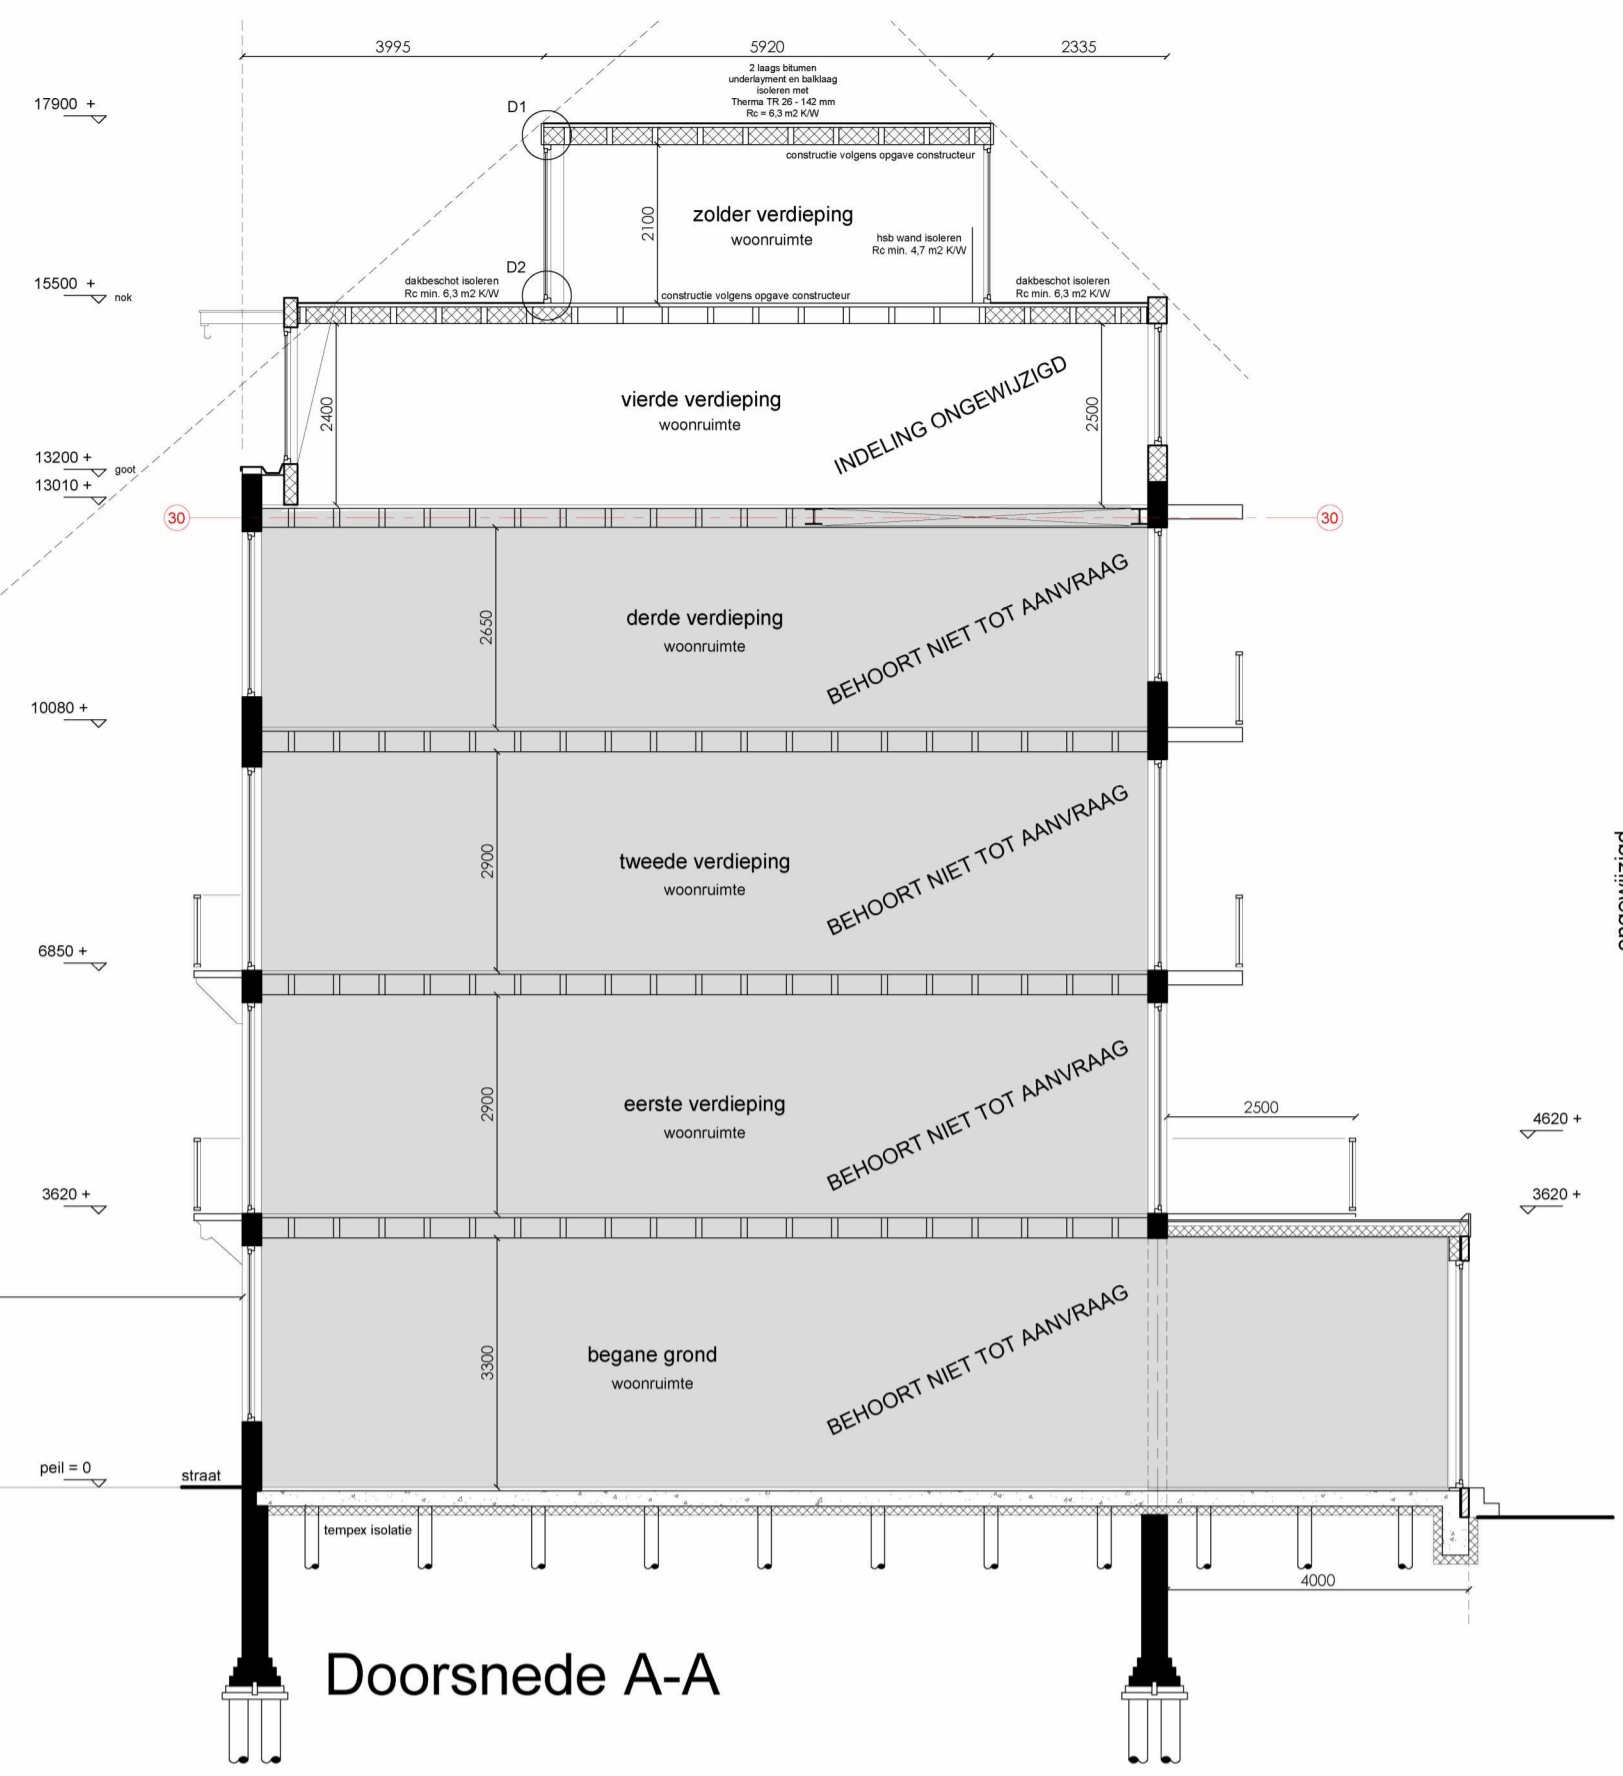 3995
5920
2335
2 laags bitumen
underlayment en balklaag
isoleren met
Therma TR 26 - 142 mm
Rc = 6,3 m2 K/W
17900 +
D1
constructie volgens opgave constructeur
2100
zolder verdieping
woonruimte
hsb wand isoleren
Rc min. 4,7 m2 K/W
D2
15500 +
nok
dakbeschot isoleren
Rc min. 6,3 m2 K/W
constructie volgens opgave constructeur
dakbeschot isoleren
Rc min. 6,3 m2 K/W
2400
vierde verdieping
woonruimte
INDELING ONGEWIJZIGD
2500
13200 +
goot
13010 +
30
30
2650
derde verdieping
woonruimte
BEHOORT NIET TOT AANVRAAG
10080 +
2900
tweede verdieping
woonruimte
BEHOORT NIET TOT AANVRAAG
6850 +
2900
eerste verdieping
woonruimte
BEHOORT NIET TOT AANVRAAG
2500
4620 +
3620 +
3620 +
3300
begane grond
woonruimte
BEHOORT NIET TOT AANVRAAG
peil = 0
straat
tempex isolatie
4000
Doorsnede A-A